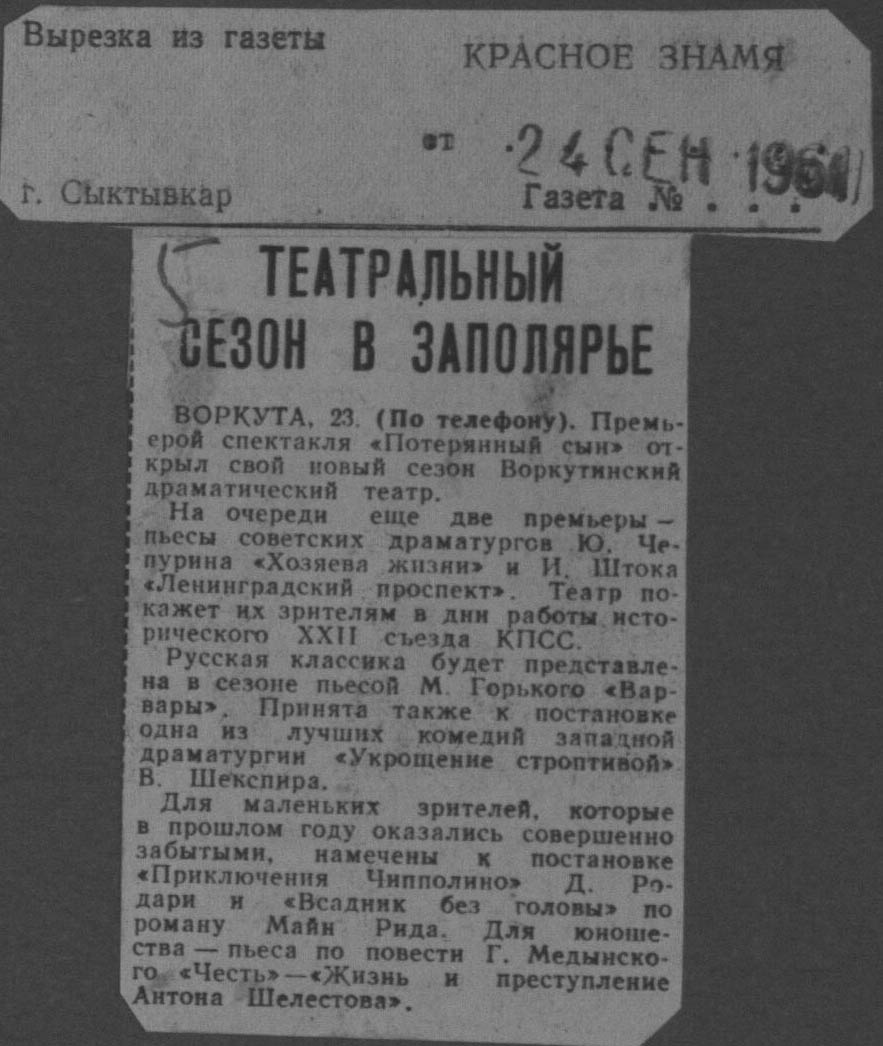 Вырезка из газеты
КРАСНОЕ ЗНАМЯ
от 24 СЕН 1961
г. Сыктывкар
Газета № . . .
5
ТЕАТРАЛЬНЫЙ
СЕЗОН В ЗАПОЛЯРЬЕ
ВОРКУТА, 23. (По телефону). Премь-
ерой спектакля «Потерянный сын» от-
крыл свой новый сезон Воркутинский
драматический театр.
На очереди еще две премьеры —
пьесы советских драматургов Ю. Че-
пурина «Хозяева жизни» и И. Штока
«Ленинградский проспект». Театр по-
кажет их зрителям в дни работы исто-
рического XXII съезда КПСС.
Русская классика будет представле-
на в сезоне пьесой М. Горького «Вар-
вары». Принята также к постановке
одна из лучших комедий западной
драматургии «Укрощение строптивой»
В. Шекспира.
Для маленьких зрителей, которые
в прошлом году оказались совершенно
забытыми, намечены к постановке
«Приключения Чипполино» Д. Ро-
дари и «Всадник без головы» по
роману Майн Рида. Для юноше-
ства — пьеса по повести Г. Медынско-
го «Честь» — «Жизнь и преступление
Антона Шелестова».